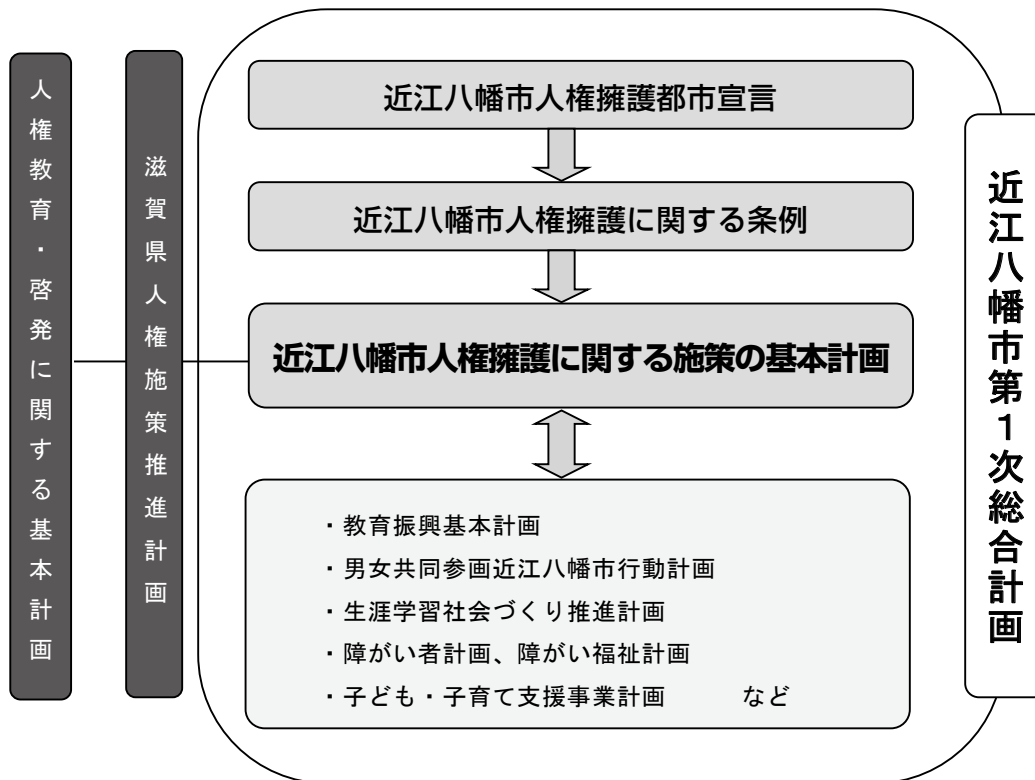 人権教育・啓発に関する基本計画
滋賀県人権施策推進計画
近江八幡市人権擁護都市宣言
近江八幡市人権擁護に関する条例
近江八幡市人権擁護に関する施策の基本計画
・教育振興基本計画
・男女共同参画近江八幡市行動計画
・生涯学習社会づくり推進計画
・障がい者計画、障がい福祉計画
・子ども・子育て支援事業計画　　　など
近江八幡市第1次総合計画